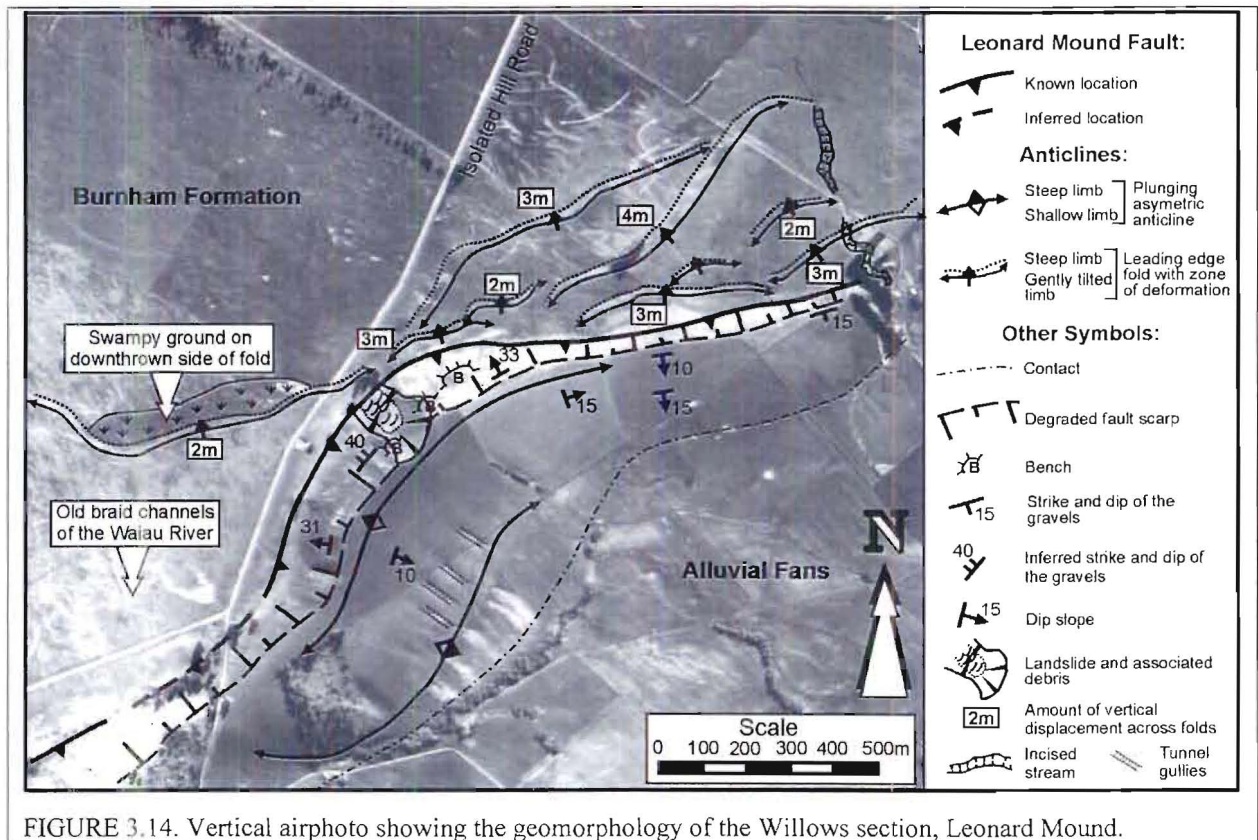 Isolated Hill Road
Burnham Formation
3m
4m
2m
2m
3m
3m
3m
Swampy ground on
downthrown side of fold
2m
B
33
15
10
15
15
B
40
B
31
10
Old braid channels
of the Waiau River
Alluvial Fans
N
Scale
0 100 200 300 400 500m
Leonard Mound Fault:
Known location
Inferred location
Anticlines:
Steep limb
Shallow limb
Plunging
asymetric
anticline
Steep limb
Gently tilted
limb
Leading edge
fold with zone
of deformation
Other Symbols:
Contact
Degraded fault scarp
B
Bench
15
Strike and dip of the
gravels
40
Inferred strike and dip of
the gravels
15
Dip slope
Landslide and associated
debris
2m
Amount of vertical
displacement across folds
Incised
stream
Tunnel
gullies
FIGURE 3.14. Vertical airphoto showing the geomorphology of the Willows section, Leonard Mound.